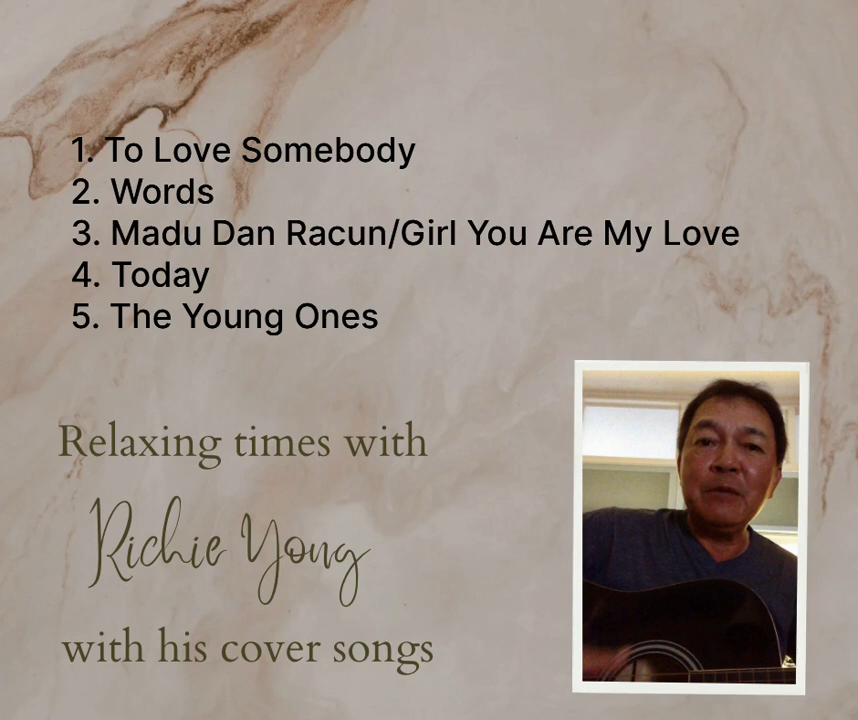 1. To Love Somebody
2. Words
3. Madu Dan Racun/Girl You Are My Love
4. Today
5. The Young Ones
Relaxing times with
Richie Yong
with his cover songs